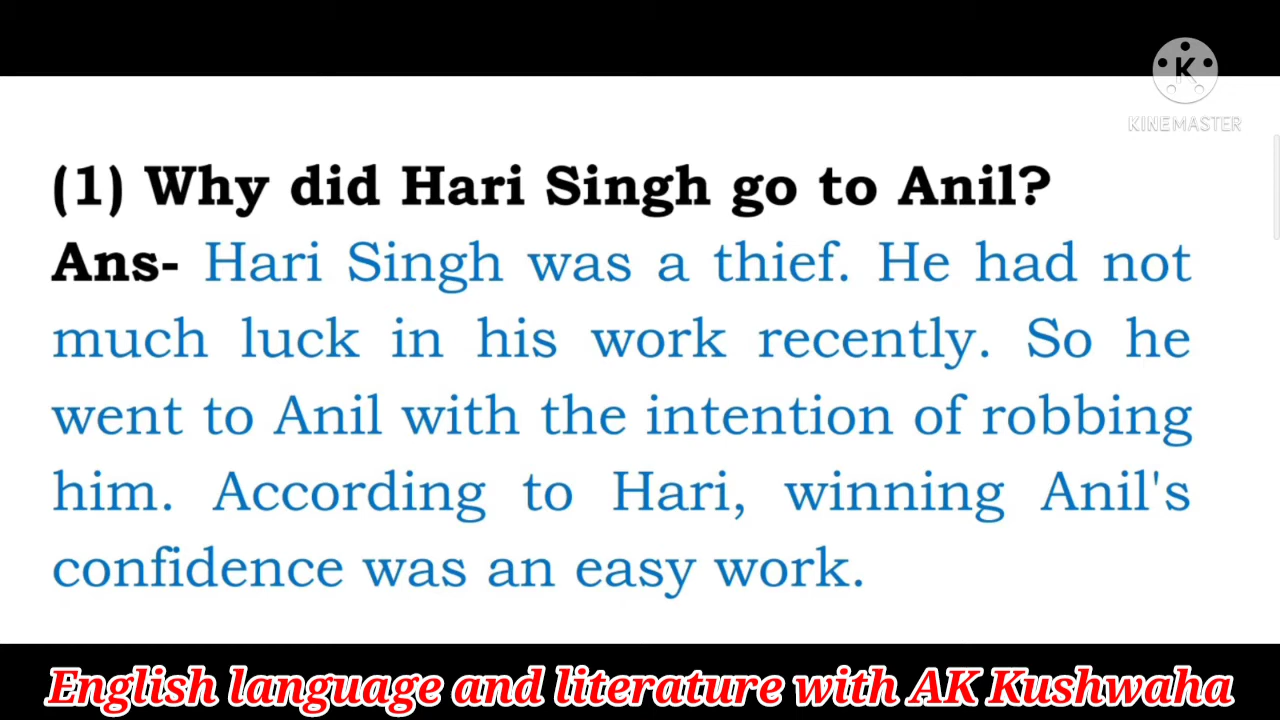 K
KINEMASTER
(1) Why did Hari Singh go to Anil?
Ans- Hari Singh was a thief. He had not
much luck in his work recently. So he
went to Anil with the intention of robbing
him. According to Hari, winning Anil's
confidence was an easy work.
English language and literature with AK Kushwaha